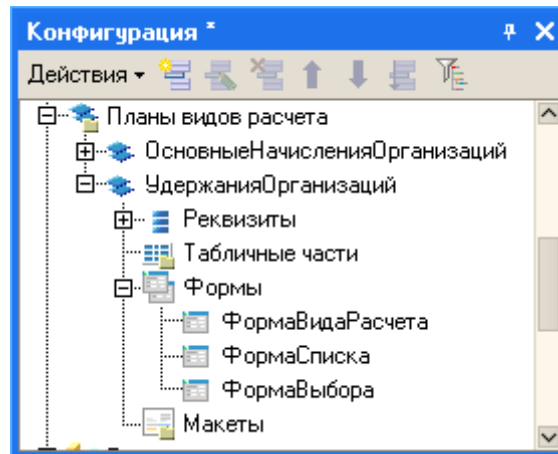 Конфигурация *
Действия
Планы видов расчета
ОсновныеНачисленияОрганизаций
УдержанияОрганизаций
Реквизиты
Табличные части
Формы
ФормаВидаРасчета
ФормаСписка
ФормаВыбора
Макеты